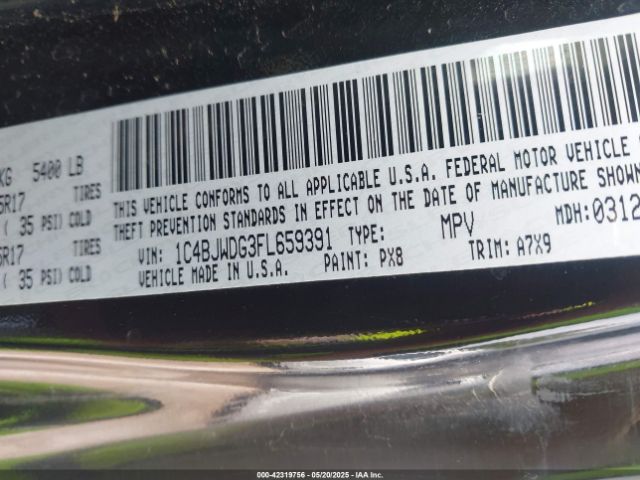 KG 5400 LB
5R17 TIRES
( 35 PSI) COLD
5R17 TIRES
( 35 PSI) COLD
THIS VEHICLE CONFORMS TO ALL APPLICABLE U.S.A. FEDERAL MOTOR VEHICLE
THEFT PREVENTION STANDARDS IN EFFECT ON THE DATE OF MANUFACTURE SHOWN
VIN: 1C4BJWDG3FL659391 TYPE: MPV MDH: 0312
VEHICLE MADE IN U.S.A. PAINT: PX8 TRIM: A7X9
000-42319756 — 05/20/2025 — IAA Inc.